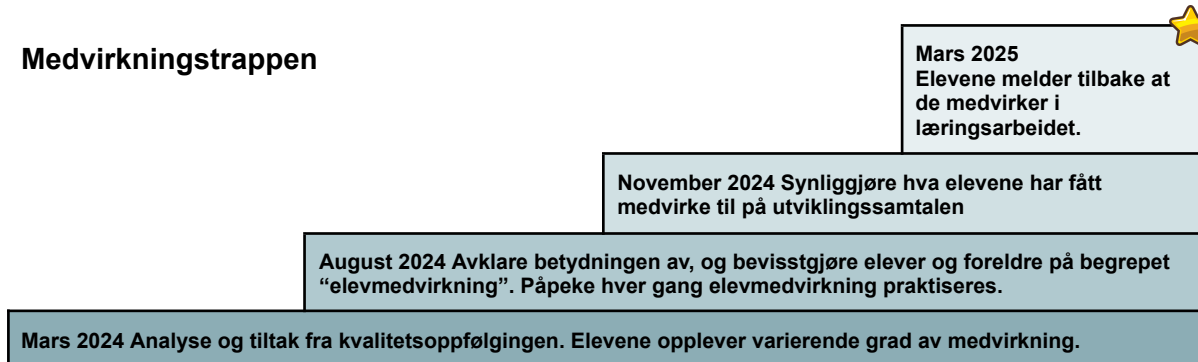 Medvirkningstrappen
Mars 2025
Elevene melder tilbake at
de medvirker i
læringsarbeidet.
November 2024 Synliggjøre hva elevene har fått
medvirke til på utviklingssamtalen
August 2024 Avklare betydningen av, og bevisstgjøre elever og foreldre på begrepet
“elevmedvirkning”. Påpeke hver gang elevmedvirkning praktiseres.
Mars 2024 Analyse og tiltak fra kvalitetsoppfølgingen. Elevene opplever varierende grad av medvirkning.